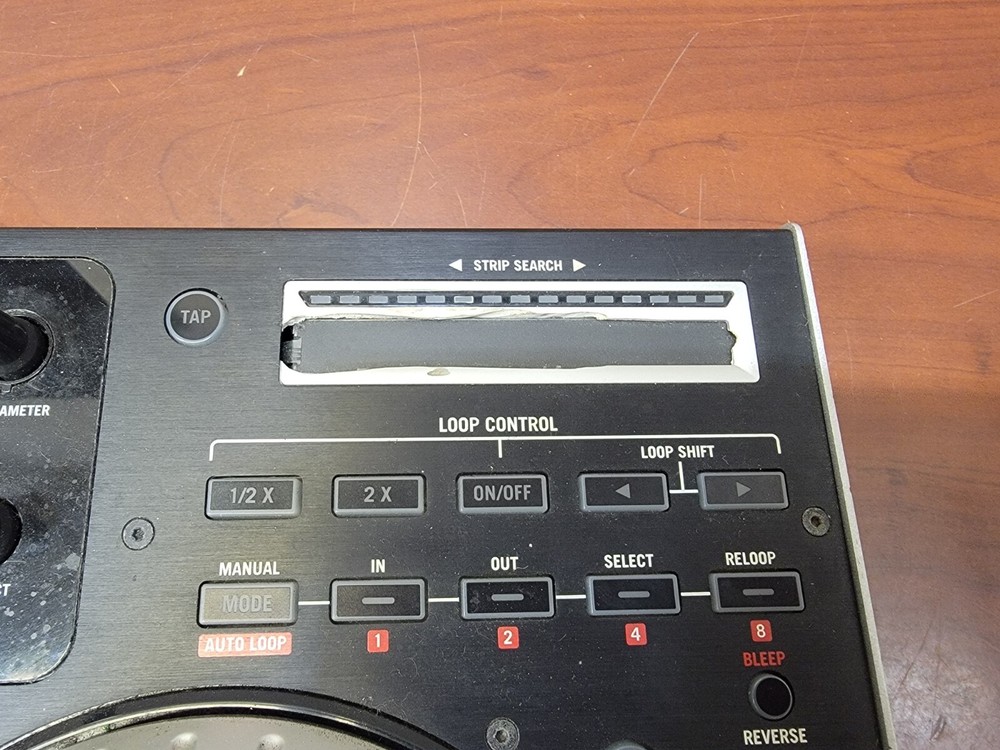 ◀ STRIP SEARCH ▶
TAP
AMETER
LOOP CONTROL
LOOP SHIFT
1/2 X 2 X ON/OFF ◀ ▶
MANUAL IN OUT SELECT RELOOP
MODE
AUTO LOOP 1 2 4 8
CT
BLEEP
REVERSE